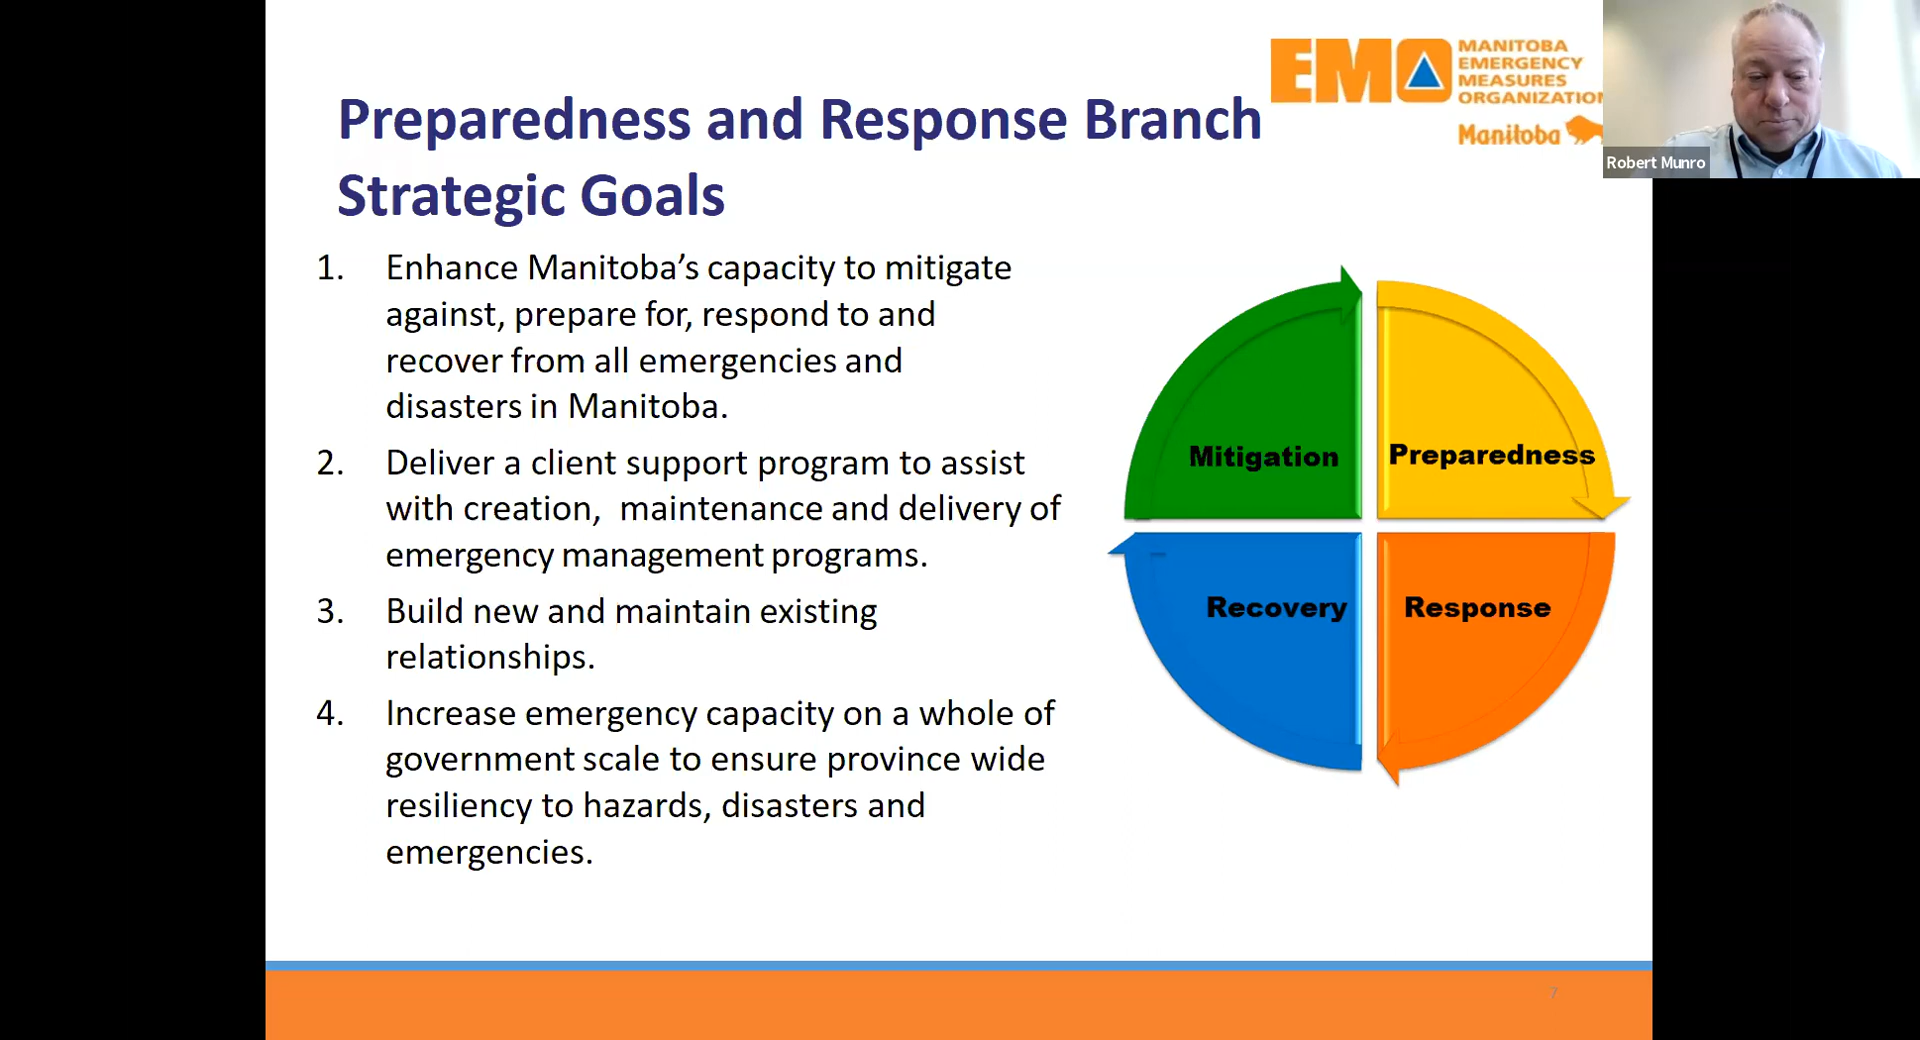 EMO
MANITOBA
EMERGENCY
MEASURES
ORGANIZATION
Manitoba
Robert Munro
Preparedness and Response Branch
Strategic Goals
1. Enhance Manitoba’s capacity to mitigate
against, prepare for, respond to and
recover from all emergencies and
disasters in Manitoba.
2. Deliver a client support program to assist
with creation,  maintenance and delivery of
emergency management programs.
3. Build new and maintain existing
relationships.
4. Increase emergency capacity on a whole of
government scale to ensure province wide
resiliency to hazards, disasters and
emergencies.
Mitigation
Preparedness
Recovery
Response
7